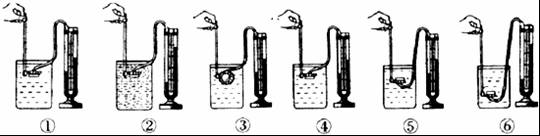 ① ② ③ ④ ⑤ ⑥